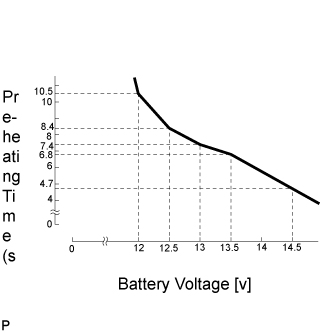 Pr
e-
he
ati
ng
Ti
m
e
(s
10.5
10
8.4
8
7.4
6.8
6
4.7
4
0
0 12 12.5 13 13.5 14 14.5
Battery Voltage [v]
P